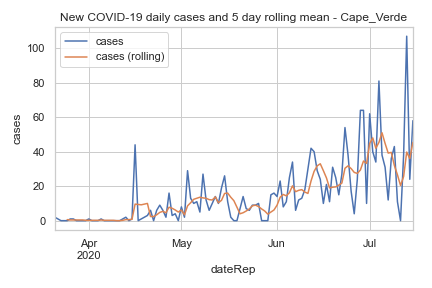 New COVID-19 daily cases and 5 day rolling mean - Cape_Verde
cases
cases (rolling)
cases
100
80
60
40
20
0
Apr
2020
May
Jun
Jul
dateRep